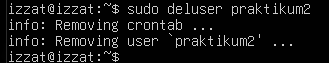 izzat@izzat:~$ sudo deluser praktikum2
info: Removing crontab ...
info: Removing user `praktikum2' ...
izzat@izzat:~$